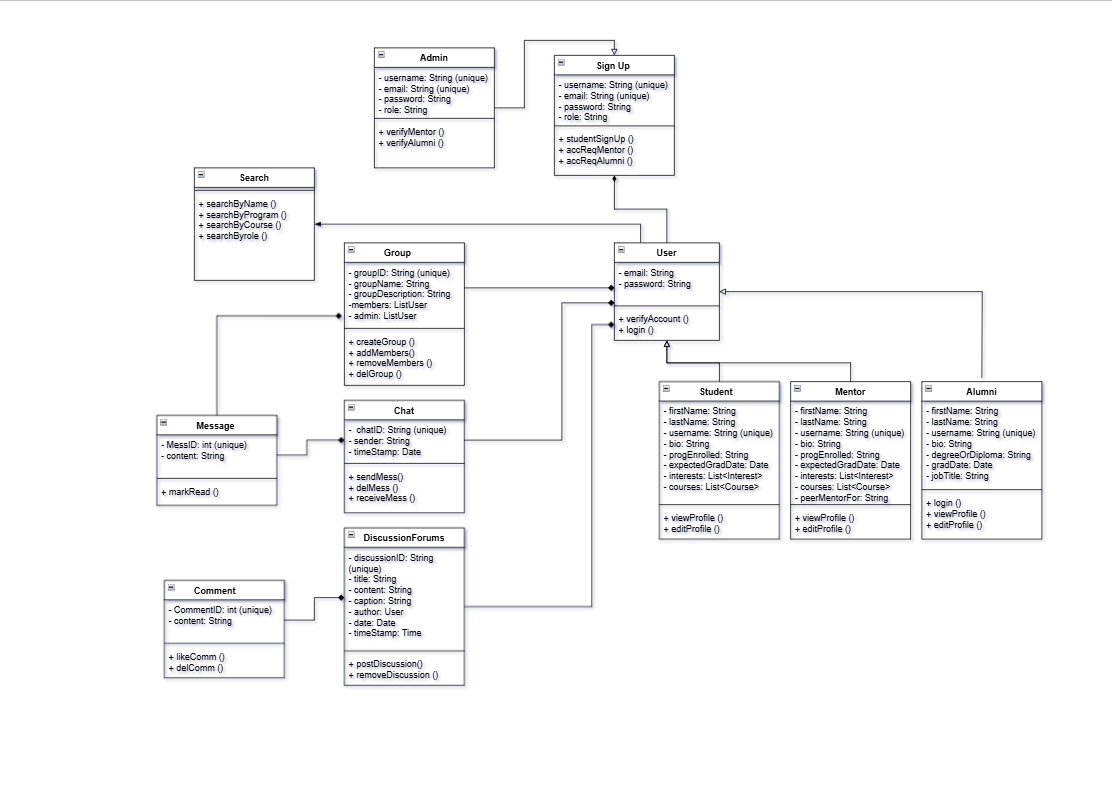 Admin
- username: String (unique)
- email: String (unique)
- password: String
- role: String
+ verifyMentor ()
+ verifyAlumni ()
Sign Up
- username: String (unique)
- email: String (unique)
- password: String
- role: String
+ studentSignUp ()
+ accReqMentor ()
+ accReqAlumni ()
Search
+ searchByName ()
+ searchByProgram ()
+ searchByCourse ()
+ searchByrole ()
Group
- groupID: String (unique)
- groupName: String
- groupDescription: String
-members: ListUser
- admin: ListUser
+ createGroup ()
+ addMembers()
+ removeMembers ()
+ delGroup ()
User
- email: String
- password: String
+ verifyAccount ()
+ login ()
Student
- firstName: String
- lastName: String
- username: String (unique)
- bio: String
- progEnrolled: String
- expectedGradDate: Date
- interests: List<Interest>
- courses: List<Course>
+ viewProfile ()
+ editProfile ()
Mentor
- firstName: String
- lastName: String
- username: String (unique)
- bio: String
- progEnrolled: String
- expectedGradDate: Date
- interests: List<Interest>
- courses: List<Course>
- peerMentorFor: String
+ viewProfile ()
+ editProfile ()
Alumni
- firstName: String
- lastName: String
- username: String (unique)
- bio: String
- degreeOrDiploma: String
- gradDate: Date
- jobTitle: String
+ login ()
+ viewProfile ()
+ editProfile ()
Message
- MessID: int (unique)
- content: String
+ markRead ()
Chat
- chatID: String (unique)
- sender: String
- timeStamp: Date
+ sendMess()
+ delMess ()
+ receiveMess ()
DiscussionForums
- discussionID: String
(unique)
- title: String
- content: String
- caption: String
- author: User
- date: Date
- timeStamp: Time
+ postDiscussion()
+ removeDiscussion ()
Comment
- CommentID: int (unique)
- content: String
+ likeComm ()
+ delComm ()